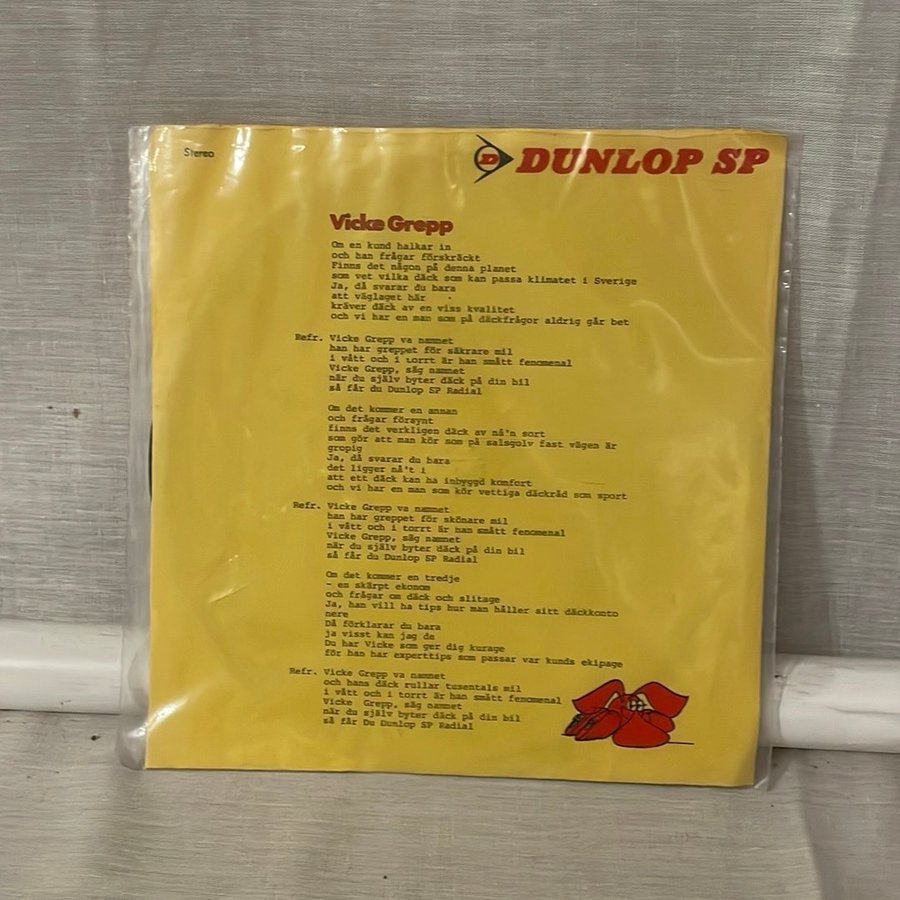 Stereo
D DUNLOP SP
Vicke Grepp
Om en kund halkar in
och han frågar förskräckt
Finns det någon på denna planet
som vet vilka däck som kan passa klimatet i Sverige
Ja, då svarar du bara
att väglaget här
kräver däck av en viss kvalitet
och vi har en man som på däckfrågor aldrig går bet
Refr. Vicke Grepp va namnet
han har greppet för säkrare mil
i vått och i torrt är han smått fenomenal
Vicke Grepp, säg namnet
när du själv byter däck på din bil
så får du Dunlop SP Radial
Om det kommer en annan
och frågar försynt
finns det verkligen däck av nå'n sort
som gör att man kör som på salsgolv fast vägen är
gropig
Ja, då svarar du bara
det ligger nå't i
att ett däck kan ha inbyggd komfort
och vi har en man som kör vettiga däckråd som sport
Refr. Vicke Grepp va namnet
han har greppet för skönare mil
i vått och i torrt är han smått fenomenal
Vicke Grepp, säg namnet
när du själv byter däck på din bil
så får du Dunlop SP Radial
Om det kommer en tredje
- en skärpt ekonom
och frågar om däck och slitage
Ja, han vill ha tips hur man håller sitt däckkonto
nere
Då förklarar du bara
ja visst kan jag de
Du har Vicke som ger dig kurage
för han har experttips som passar var kunds ekipage
Refr. Vicke Grepp va namnet
och hans däck rullar tusentals mil
i vått och i torrt är han smått fenomenal
Vicke Grepp, säg namnet
när du själv byter däck på din bil
så får Du Dunlop SP Radial